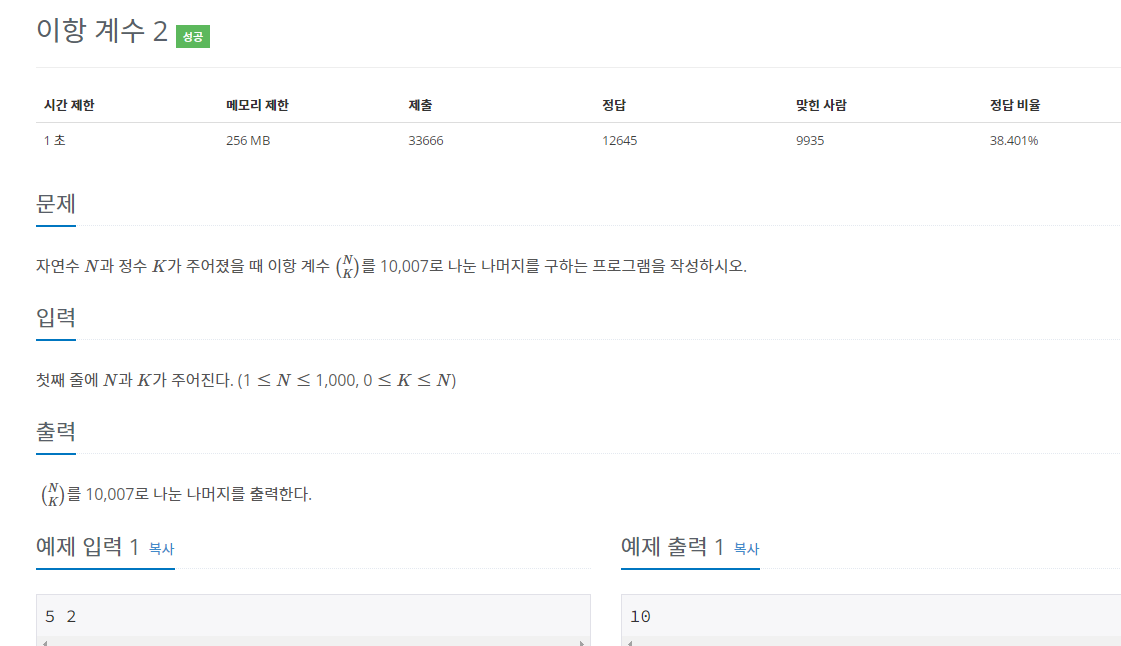 이항 계수 2 성공
시간 제한 메모리 제한 제출 정답 맞힌 사람 정답 비율
1 초 256 MB 33666 12645 9935 38.401%
문제
자연수 N과 정수 K가 주어졌을 때 이항 계수 (N K)를 10,007로 나눈 나머지를 구하는 프로그램을 작성하시오.
입력
첫째 줄에 N과 K가 주어진다. (1 ≤ N ≤ 1,000, 0 ≤ K ≤ N)
출력
(N K)를 10,007로 나눈 나머지를 출력한다.
예제 입력 1 복사
5 2
예제 출력 1 복사
10